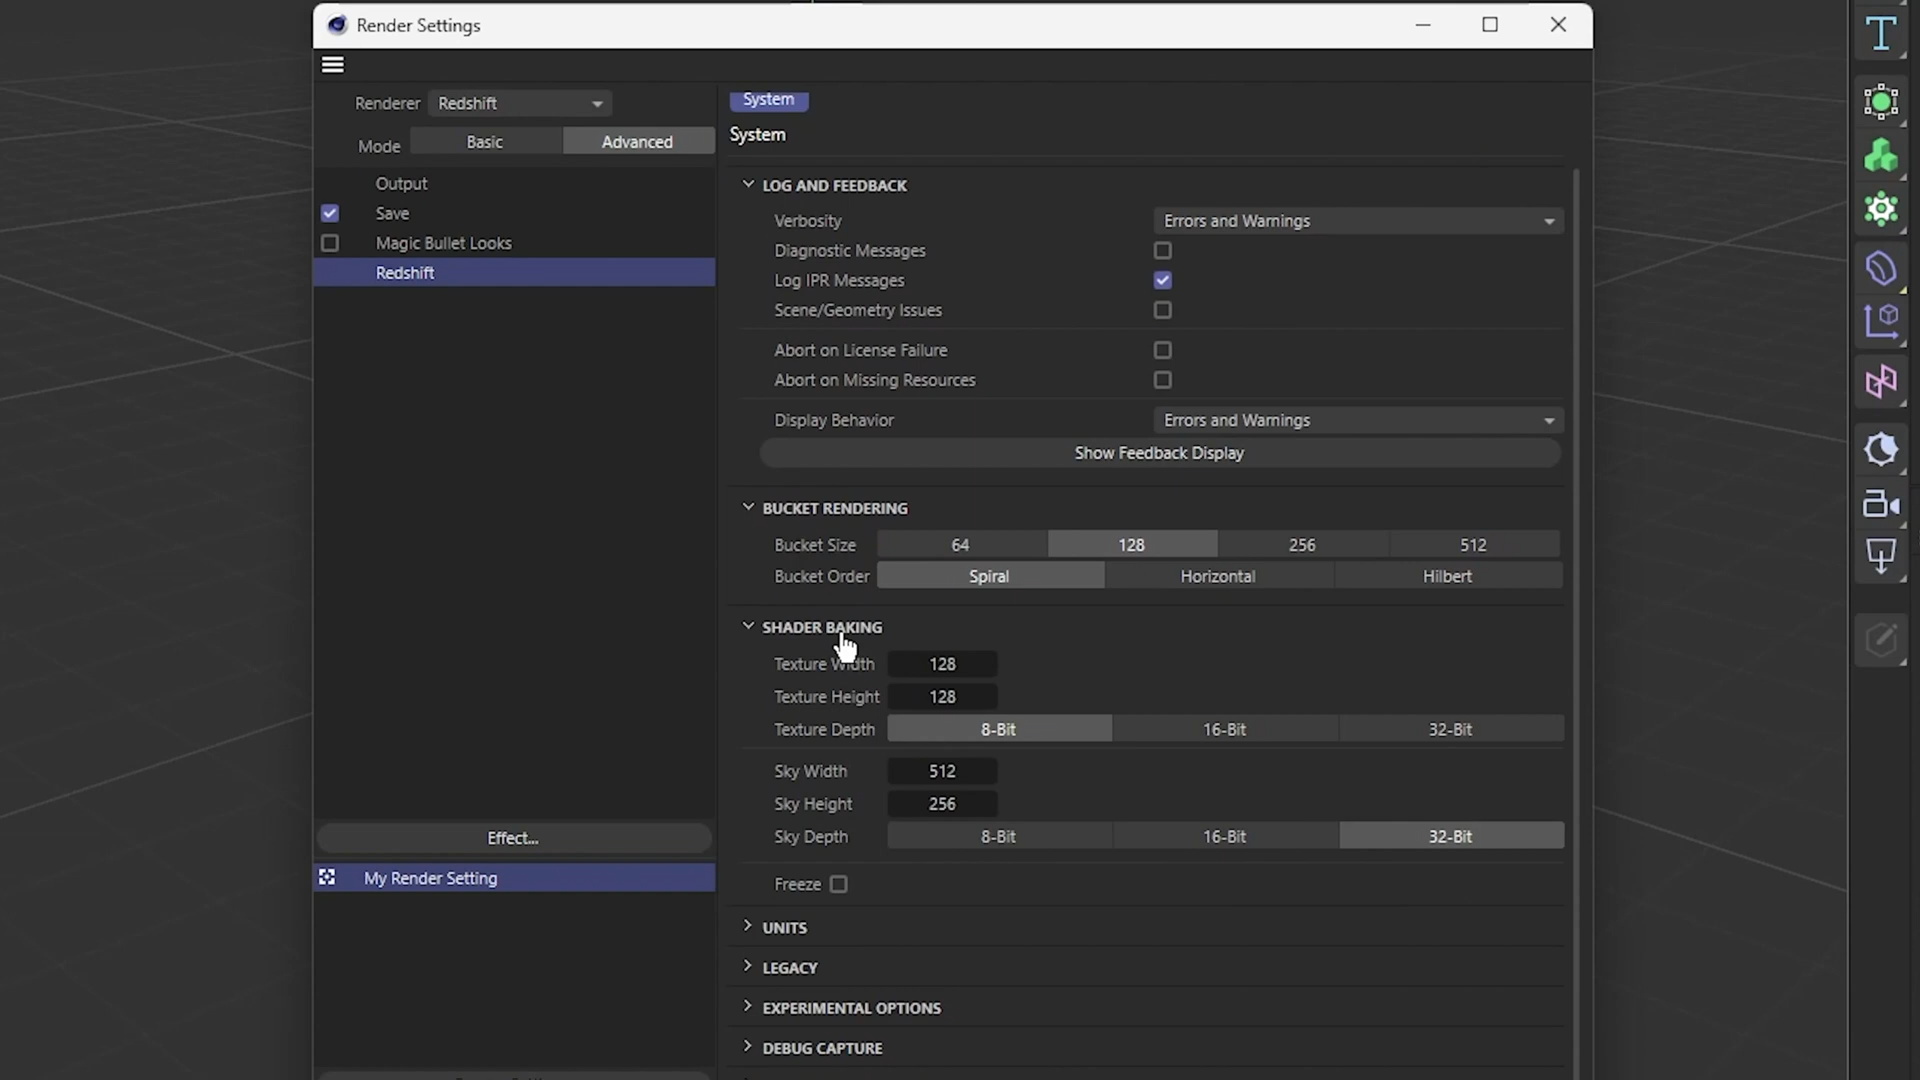 Render Settings
Renderer Redshift
Mode Basic Advanced
Output
Save
Magic Bullet Looks
Redshift
Effect...
My Render Setting
System
System
LOG AND FEEDBACK
Verbosity Errors and Warnings
Diagnostic Messages
Log IPR Messages
Scene/Geometry Issues
Abort on License Failure
Abort on Missing Resources
Display Behavior Errors and Warnings
Show Feedback Display
BUCKET RENDERING
Bucket Size 64 128 256 512
Bucket Order Spiral Horizontal Hilbert
SHADER BAKING
Texture Width 128
Texture Height 128
Texture Depth 8-Bit 16-Bit 32-Bit
Sky Width 512
Sky Height 256
Sky Depth 8-Bit 16-Bit 32-Bit
Freeze
UNITS
LEGACY
EXPERIMENTAL OPTIONS
DEBUG CAPTURE